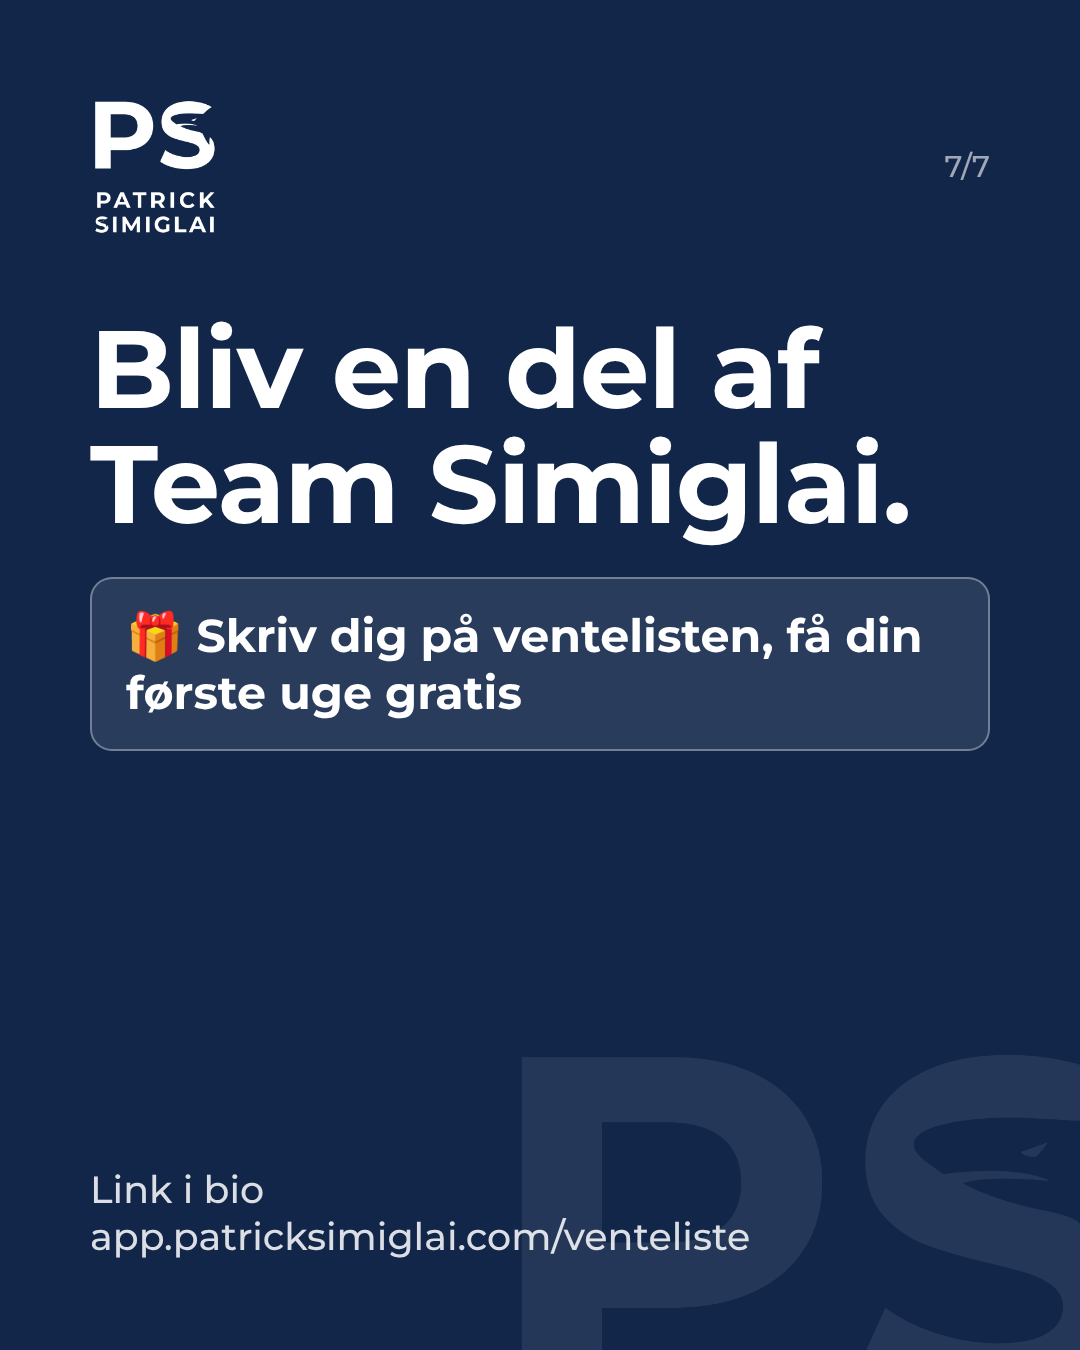 PS
PATRICK
SIMIGLAI
7/7
Bliv en del af
Team Simiglai.
🎁 Skriv dig på ventelisten, få din
første uge gratis
Link i bio
app.patricksimiglai.com/venteliste
PS